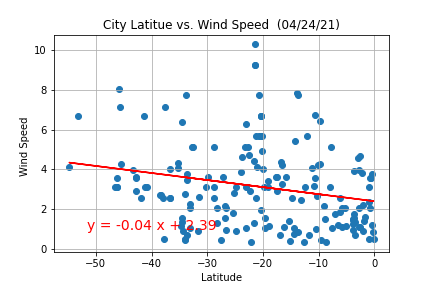 City Latitue vs. Wind Speed (04/24/21)
10
8
6
4
2
0
Wind Speed
y = -0.04 x + 2.39
−50 −40 −30 −20 −10 0
Latitude